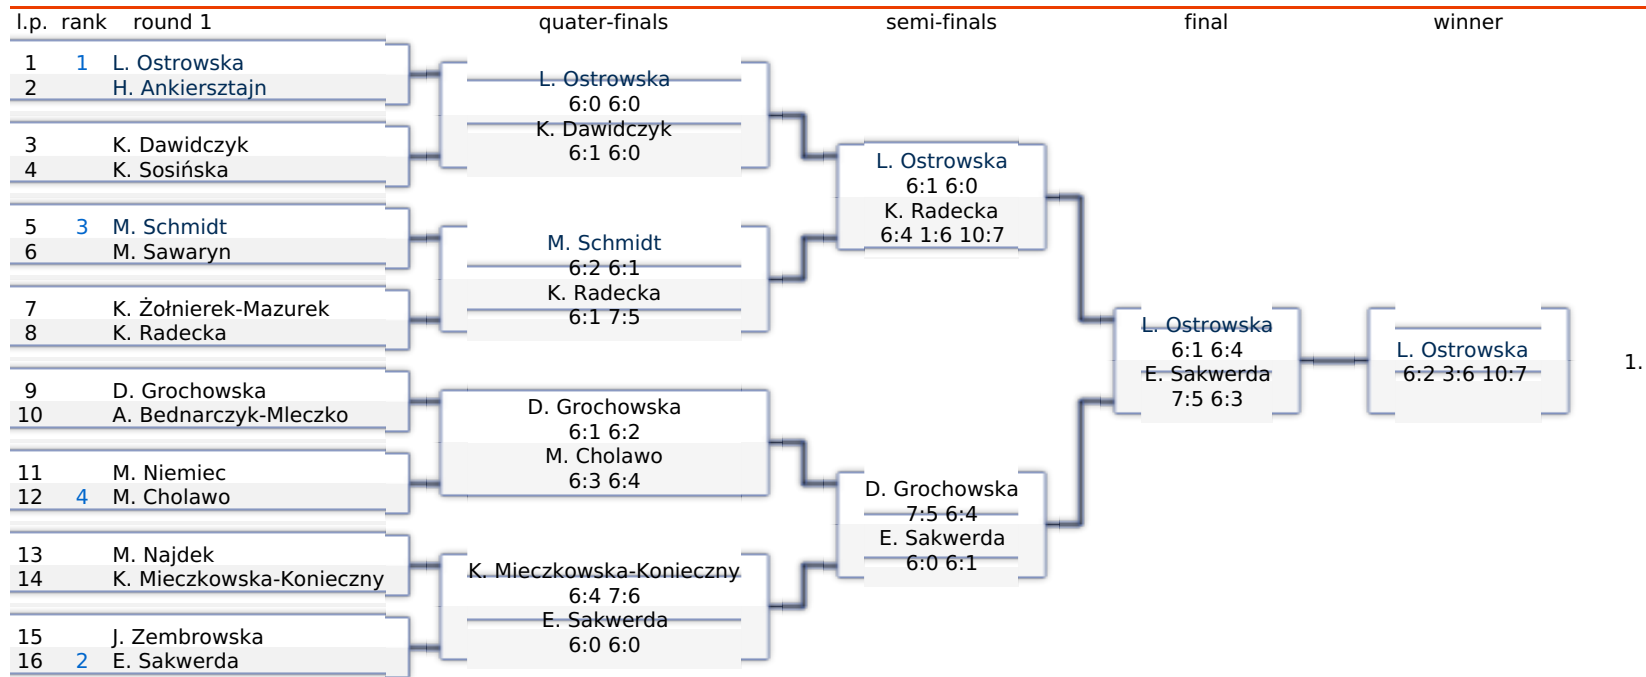 l.p. rank round 1 quater-finals semi-finals final winner
1 1 L. Ostrowska
2 H. Ankiersztajn
3 K. Dawidczyk
4 K. Sosińska
5 3 M. Schmidt
6 M. Sawaryn
7 K. Żołnierek-Mazurek
8 K. Radecka
9 D. Grochowska
10 A. Bednarczyk-Mleczko
11 M. Niemiec
12 4 M. Cholawo
13 M. Najdek
14 K. Mieczkowska-Konieczny
15 J. Zembrowska
16 2 E. Sakwerda
L. Ostrowska
6:0 6:0
K. Dawidczyk
6:1 6:0
M. Schmidt
6:2 6:1
K. Radecka
6:1 7:5
D. Grochowska
6:1 6:2
M. Cholawo
6:3 6:4
K. Mieczkowska-Konieczny
6:4 7:6
E. Sakwerda
6:0 6:0
L. Ostrowska
6:1 6:0
K. Radecka
6:4 1:6 10:7
D. Grochowska
7:5 6:4
E. Sakwerda
6:0 6:1
L. Ostrowska
6:1 6:4
E. Sakwerda
7:5 6:3
L. Ostrowska
6:2 3:6 10:7
1.